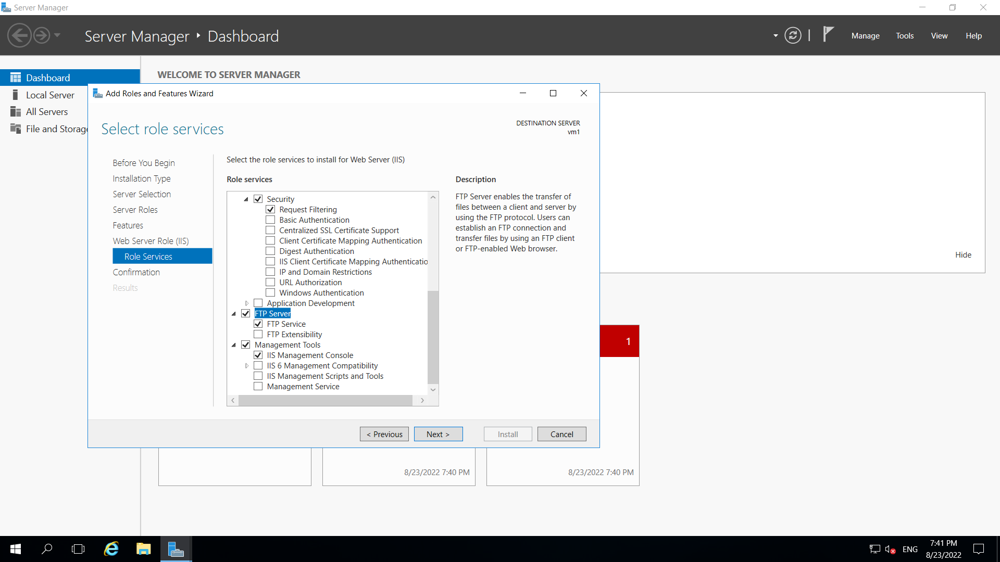 Server Manager
Server Manager ‣ Dashboard
Manage
Tools
View
Help
Dashboard
Local Server
All Servers
File and Storage
WELCOME TO SERVER MANAGER
Add Roles and Features Wizard
Select role services
DESTINATION SERVER
vm1
Before You Begin
Installation Type
Server Selection
Server Roles
Features
Web Server Role (IIS)
Role Services
Confirmation
Results
Select the role services to install for Web Server (IIS)
Role services
Security
Request Filtering
Basic Authentication
Centralized SSL Certificate Support
Client Certificate Mapping Authentication
Digest Authentication
IIS Client Certificate Mapping Authenticatio
IP and Domain Restrictions
URL Authorization
Windows Authentication
Application Development
FTP Server
FTP Service
FTP Extensibility
Management Tools
IIS Management Console
IIS 6 Management Compatibility
IIS Management Scripts and Tools
Management Service
Description
FTP Server enables the transfer of
files between a client and server by
using the FTP protocol. Users can
establish an FTP connection and
transfer files by using an FTP client
or FTP-enabled Web browser.
< Previous
Next >
Install
Cancel
Hide
1
8/23/2022 7:40 PM
8/23/2022 7:40 PM
ENG
7:41 PM
8/23/2022